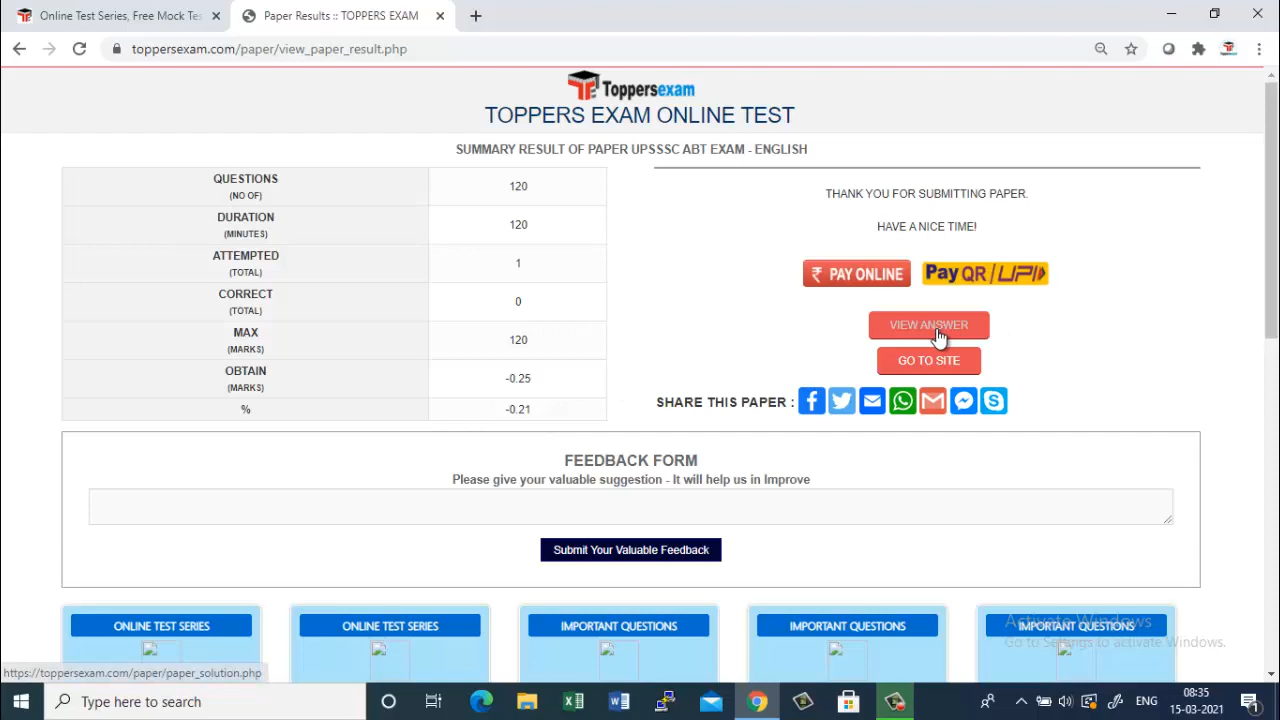 Online Test Series, Free Mock Tes
Paper Results :: TOPPERS EXAM
toppersexam.com/paper/view_paper_result.php
Toppersexam
TOPPERS EXAM ONLINE TEST
SUMMARY RESULT OF PAPER UPSSSC ABT EXAM - ENGLISH
QUESTIONS
(NO OF)
120
DURATION
(MINUTES)
120
ATTEMPTED
(TOTAL)
1
CORRECT
(TOTAL)
0
MAX
(MARKS)
120
OBTAIN
(MARKS)
-0.25
%
-0.21
THANK YOU FOR SUBMITTING PAPER.
HAVE A NICE TIME!
₹ PAY ONLINE
Pay QR/UPI
VIEW ANSWER
GO TO SITE
SHARE THIS PAPER :
FEEDBACK FORM
Please give your valuable suggestion - It will help us in Improve
Submit Your Valuable Feedback
ONLINE TEST SERIES
ONLINE TEST SERIES
IMPORTANT QUESTIONS
IMPORTANT QUESTIONS
IMPORTANT QUESTIONS
Activate Windows
Go to Settings to activate Windows.
https://toppersexam.com/paper/paper_solution.php
Type here to search
ENG
08:35
15-03-2021
1